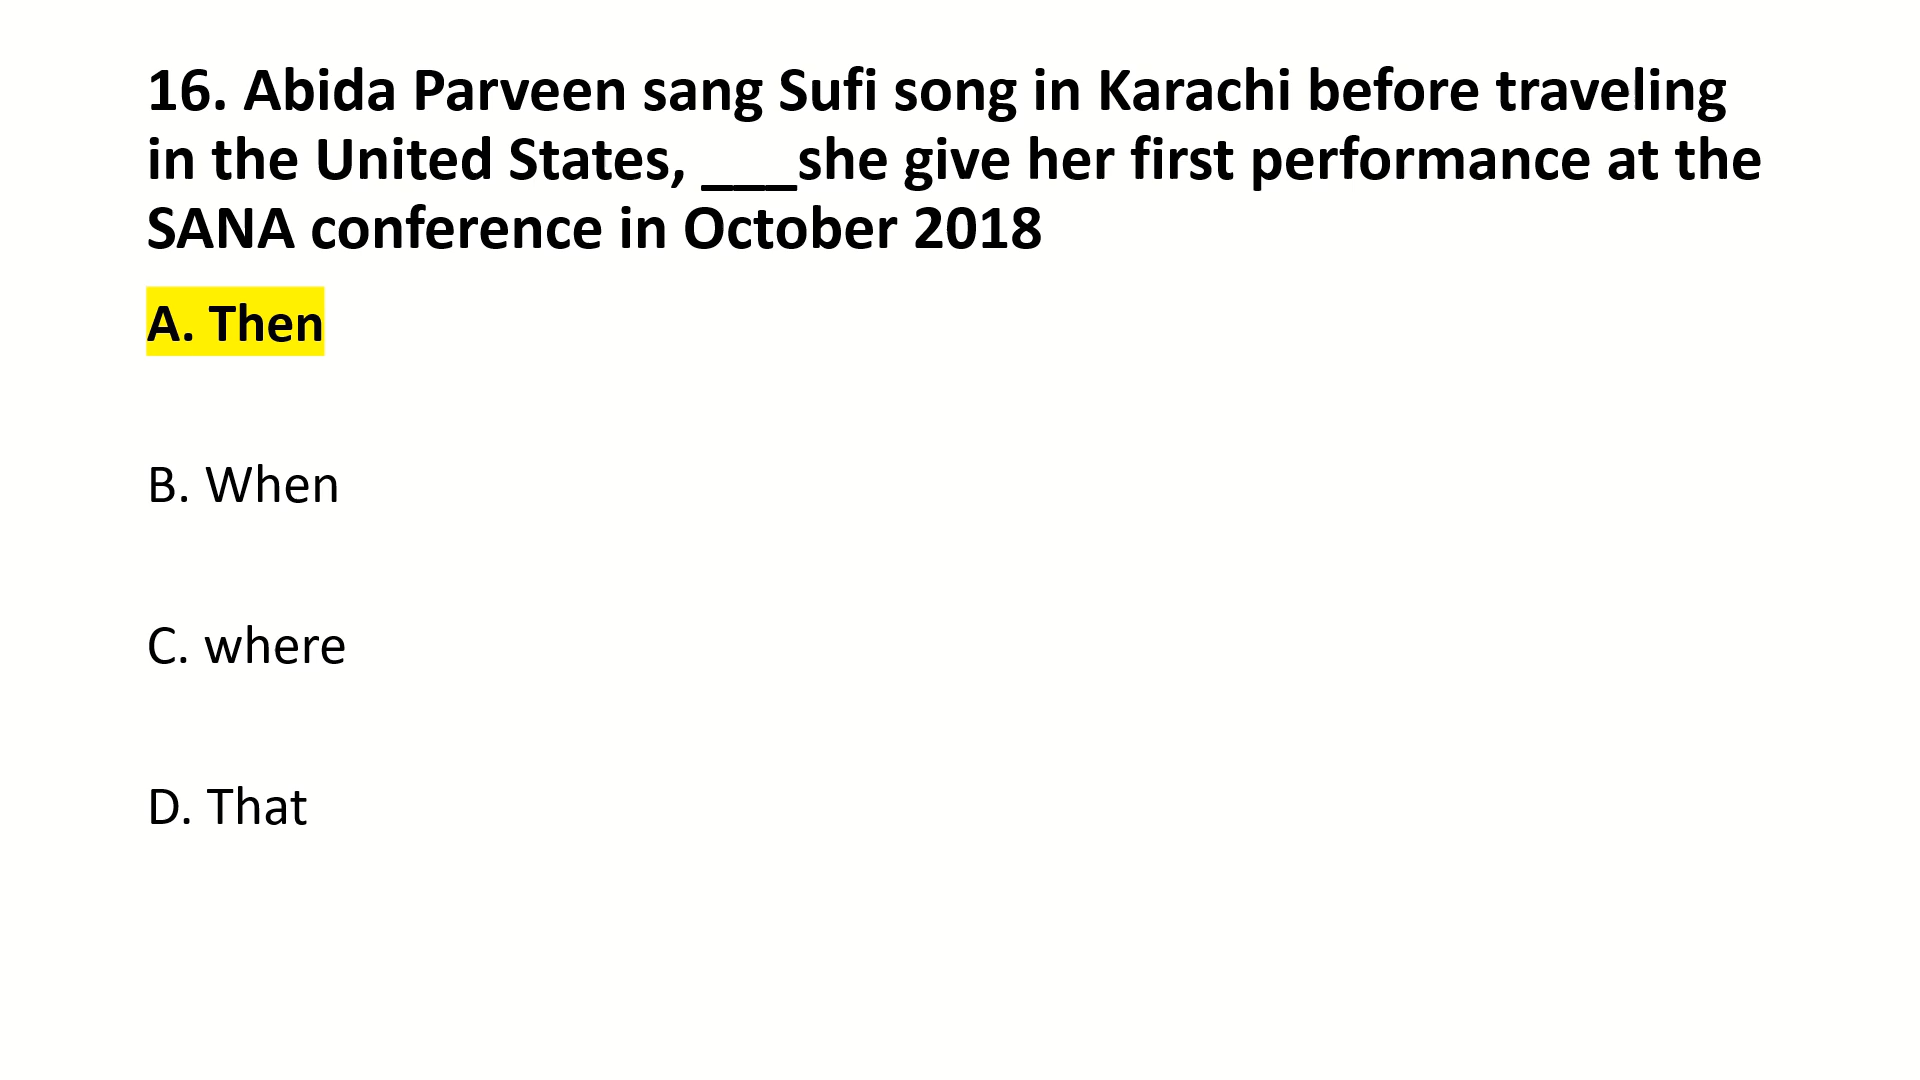 16. Abida Parveen sang Sufi song in Karachi before traveling
in the United States, ___she give her first performance at the
SANA conference in October 2018
A. Then
B. When
C. where
D. That